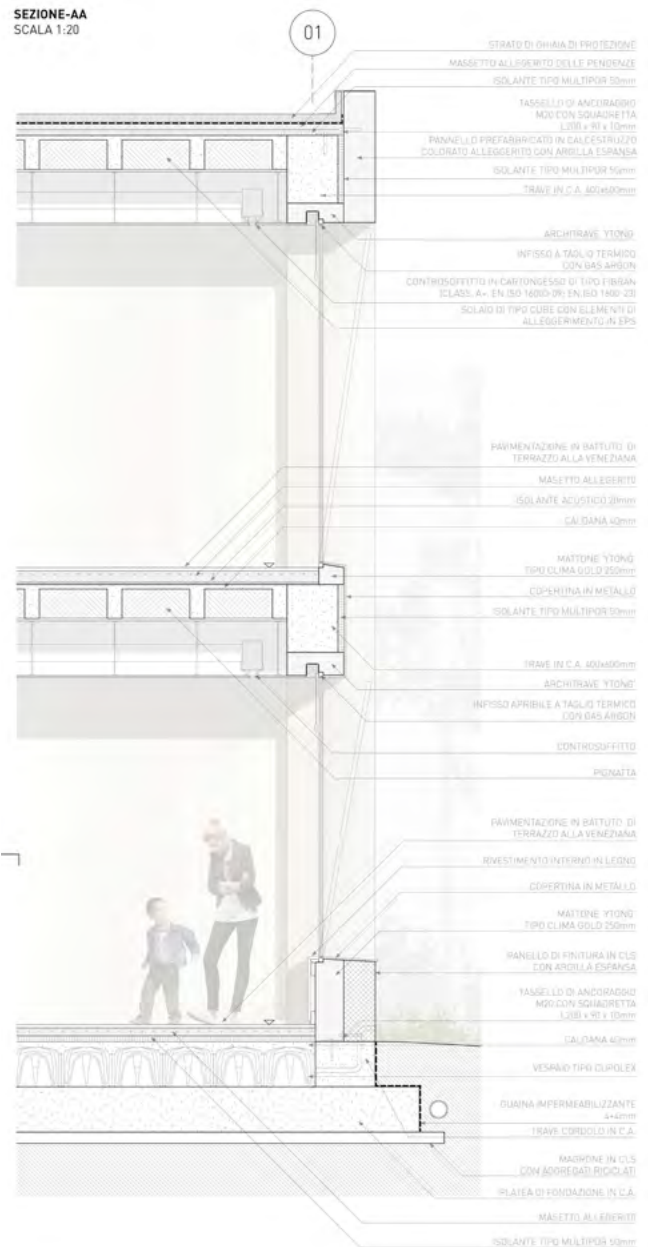 SEZIONE-AA
SCALA 1:20
01
STRATO DI GHIAIA DI PROTEZIONE
MASSETTO ALLEGERITO DELLE PENDENZE
ISOLANTE TIPO MULTIPOR 50mm
TASSELLO DI ANCORAGGIO
M20 CON SQUADRETTA
L200 x 90 x 10mm
PANNELLO PREFABBRICATO IN CALCESTRUZZO
COLORATO ALLEGGERITO CON ARGILLA ESPANSA
ISOLANTE TIPO MULTIPOR 50mm
TRAVE IN C.A. 600x600mm
ARCHITRAVE 'YTONG'
INFISSO A TAGLIO TERMICO
CON GAS ARGON
CONTROSOFFITTO IN CARTONGESSO DI TIPO FIBRAN
(CLASS. A+ EN ISO 16000-09; EN ISO 1600-23)
SOLAIO DI TIPO CUBE CON ELEMENTI DI
ALLEGGERIMENTO IN EPS
PAVIMENTAZIONE IN BATTUTO DI
TERRAZZO ALLA VENEZIANA
MASETTO ALLEGERITO
ISOLANTE ACUSTICO 20mm
CALDANA 40mm
MATTONE 'YTONG'
TIPO CLIMA GOLD 250mm
COPERTINA IN METALLO
ISOLANTE TIPO MULTIPOR 50mm
TRAVE IN C.A. 600x600mm
ARCHITRAVE 'YTONG'
INFISSO APRIBILE A TAGLIO TERMICO
CON GAS ARGON
CONTROSOFFITTO
PIGNATTA
PAVIMENTAZIONE IN BATTUTO DI
TERRAZZO ALLA VENEZIANA
RIVESTIMENTO INTERNO IN LEGNO
COPERTINA IN METALLO
MATTONE 'YTONG'
TIPO CLIMA GOLD 250mm
PANELLO DI FINITURA IN CLS
CON ARGILLA ESPANSA
TASSELLO DI ANCORAGGIO
M20 CON SQUADRETTA
L200 x 90 x 10mm
CALDANA 40mm
VESPAIO TIPO CUPOLEX
GUAINA IMPERMEABILIZZANTE
4+4mm
TRAVE CORDOLO IN C.A.
MAGRONE IN CLS
CON AGGREGATI RICICLATI
PLATEA DI FONDAZIONE IN C.A.
MASETTO ALLEGERITO
ISOLANTE TIPO MULTIPOR 50mm